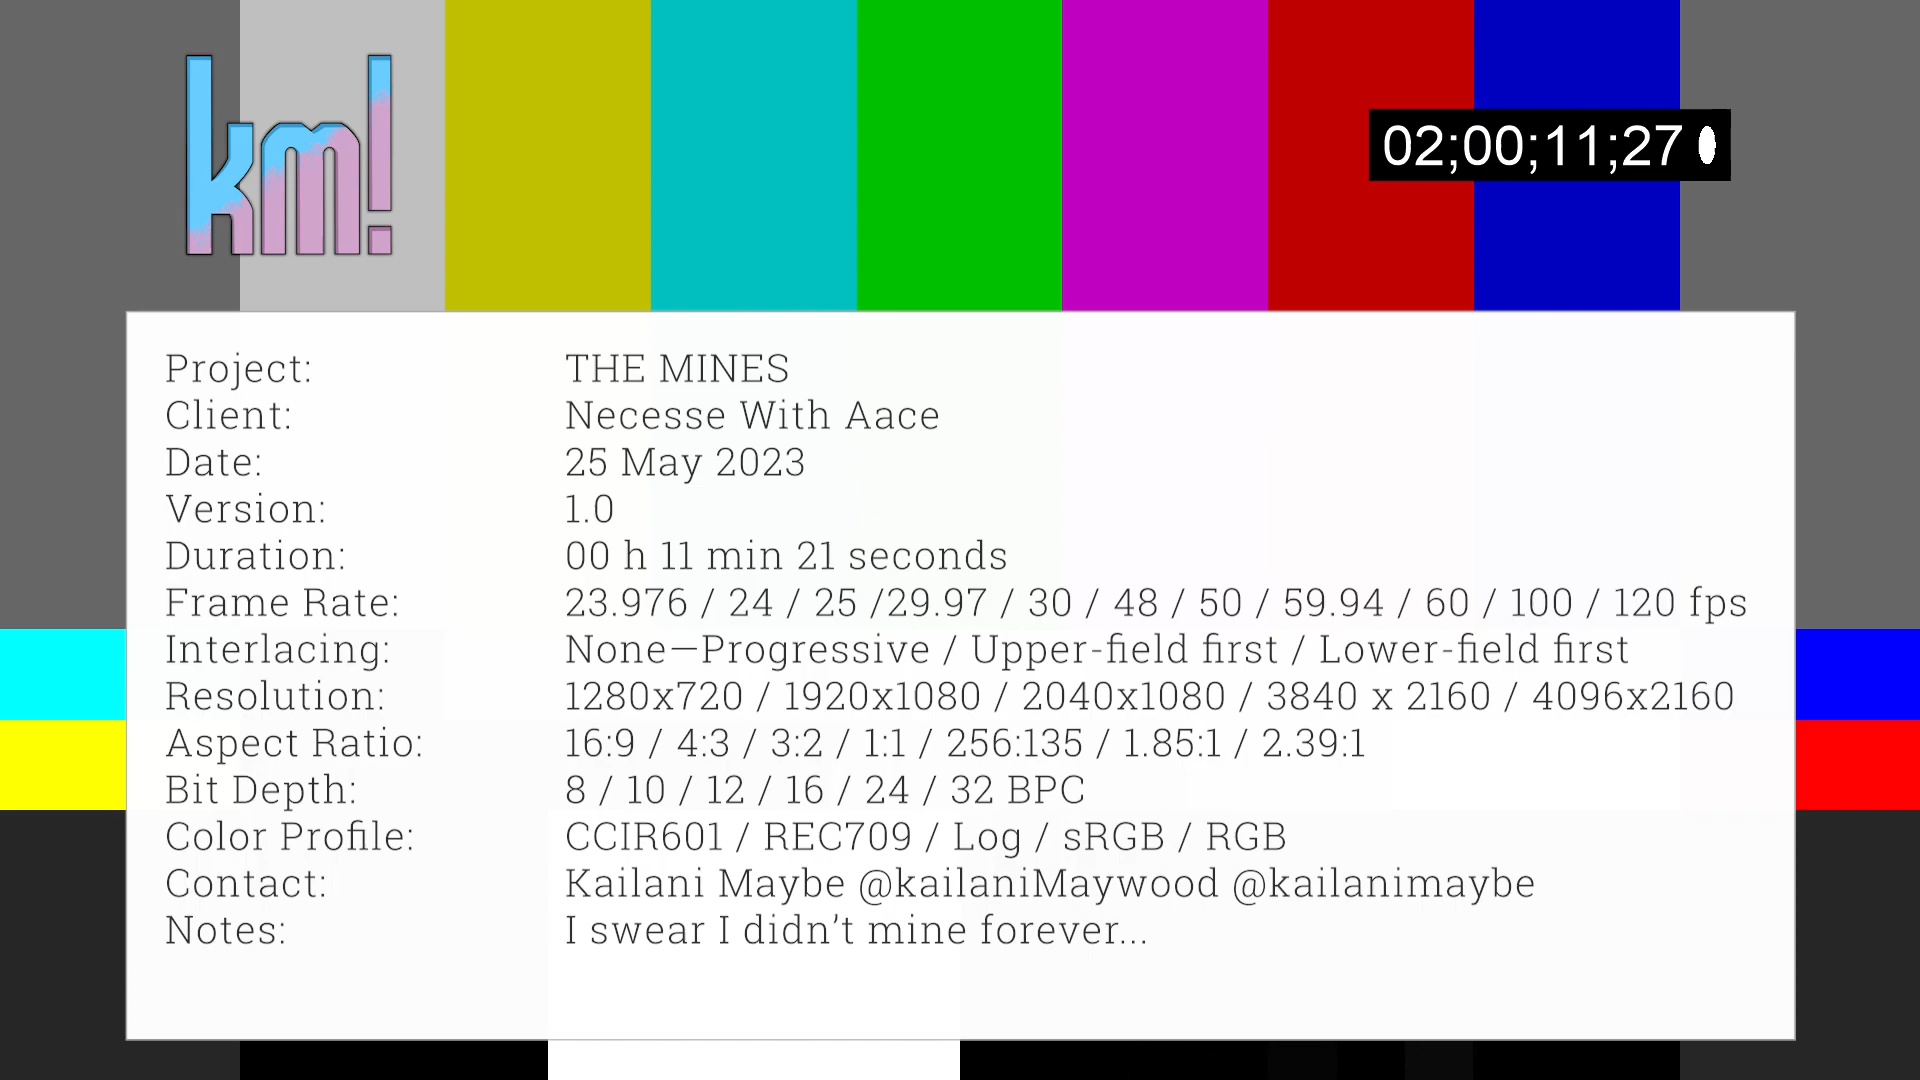 km!
02;00;11;27
Project: THE MINES
Client: Necesse With Aace
Date: 25 May 2023
Version: 1.0
Duration: 00 h 11 min 21 seconds
Frame Rate: 23.976 / 24 / 25 /29.97 / 30 / 48 / 50 / 59.94 / 60 / 100 / 120 fps
Interlacing: None—Progressive / Upper-field first / Lower-field first
Resolution: 1280x720 / 1920x1080 / 2040x1080 / 3840 x 2160 / 4096x2160
Aspect Ratio: 16:9 / 4:3 / 3:2 / 1:1 / 256:135 / 1.85:1 / 2.39:1
Bit Depth: 8 / 10 / 12 / 16 / 24 / 32 BPC
Color Profile: CCIR601 / REC709 / Log / sRGB / RGB
Contact: Kailani Maybe @kailaniMaywood @kailanimaybe
Notes: I swear I didn’t mine forever...